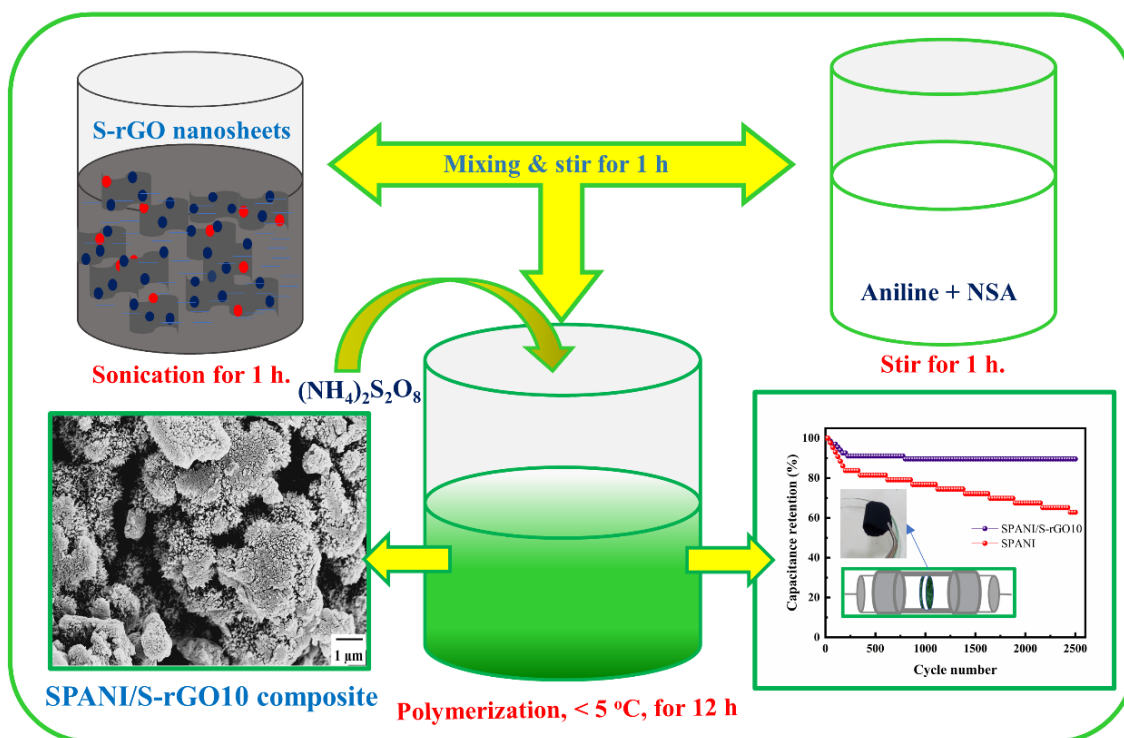 S-rGO nanosheets
Mixing & stir for 1 h
Aniline + NSA
Sonication for 1 h.
Stir for 1 h.
(NH₄)₂S₂O₈
1 µm
SPANI/S-rGO10 composite
Polymerization, < 5 ºC, for 12 h
Capacitance retention (%)
100
80
60
40
20
0
SPANI/S-rGO10
SPANI
0 500 1000 1500 2000 2500
Cycle number